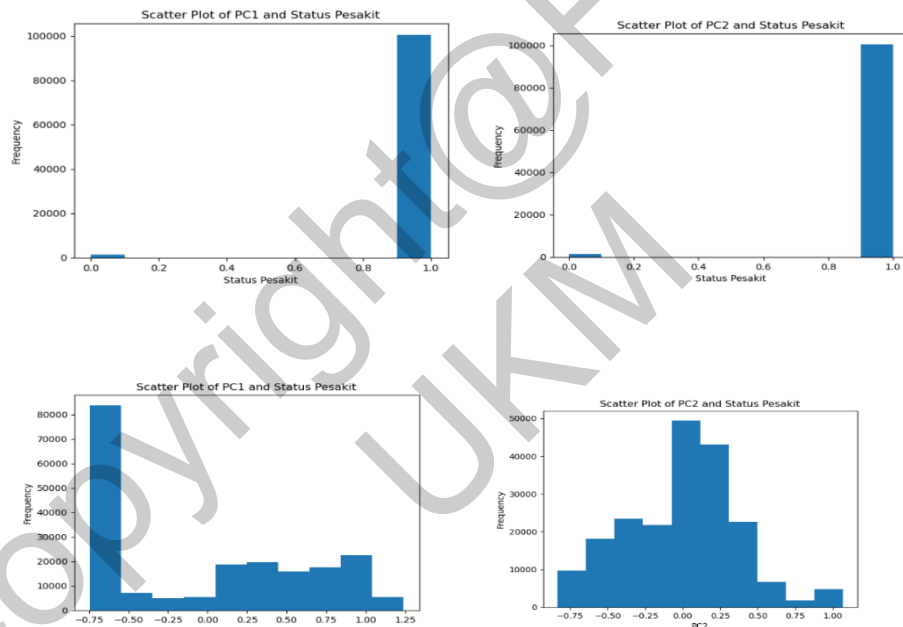 Scatter Plot of PC1 and Status Pesakit
100000
80000
60000
40000
20000
0
Frequency
0.0 0.2 0.4 0.6 0.8 1.0
Status Pesakit
Scatter Plot of PC2 and Status Pesakit
100000
80000
60000
40000
20000
0
Frequency
0.0 0.2 0.4 0.6 0.8 1.0
Status Pesakit
Scatter Plot of PC1 and Status Pesakit
80000
70000
60000
50000
40000
30000
20000
10000
0
Frequency
−0.75 −0.50 −0.25 0.00 0.25 0.50 0.75 1.00 1.25
Scatter Plot of PC2 and Status Pesakit
50000
40000
30000
20000
10000
0
Frequency
−0.75 −0.50 −0.25 0.00 0.25 0.50 0.75 1.00
PC2
opyright@
UKM